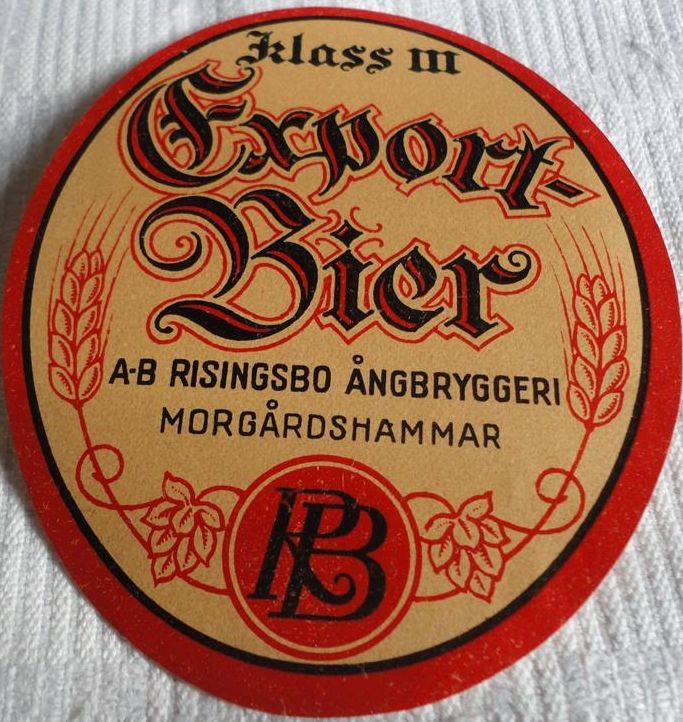 Klass III
Export-
Bier
A-B RISINGSBO ÅNGBRYGGERI
MORGÅRDSHAMMAR
RB